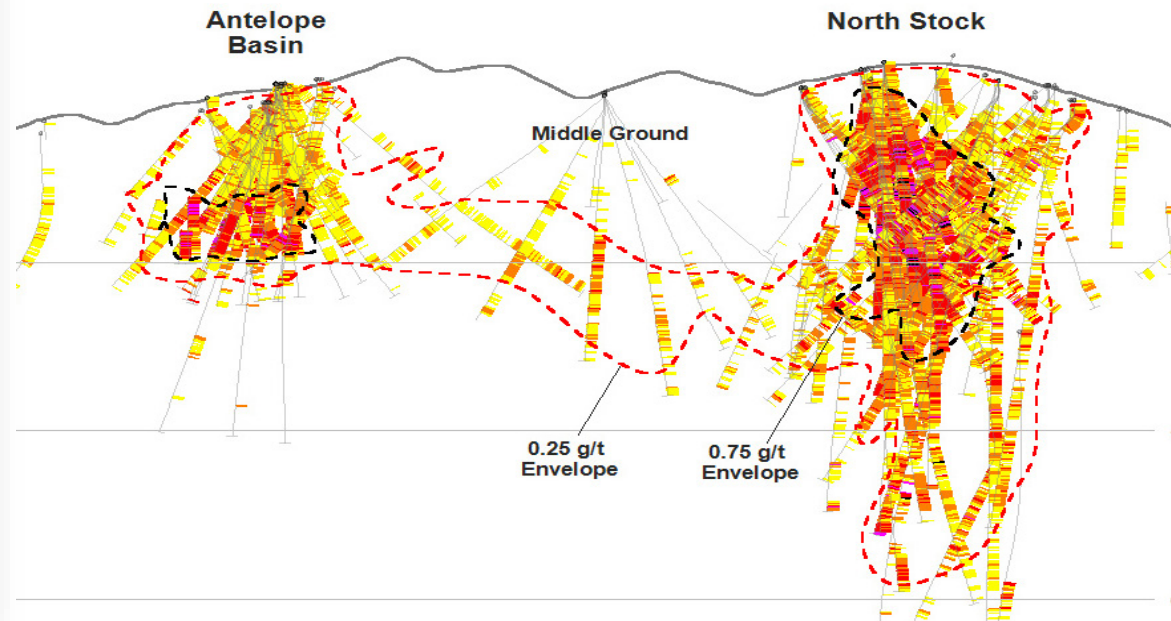 Antelope
Basin
North Stock
Middle Ground
0.25 g/t
Envelope
0.75 g/t
Envelope